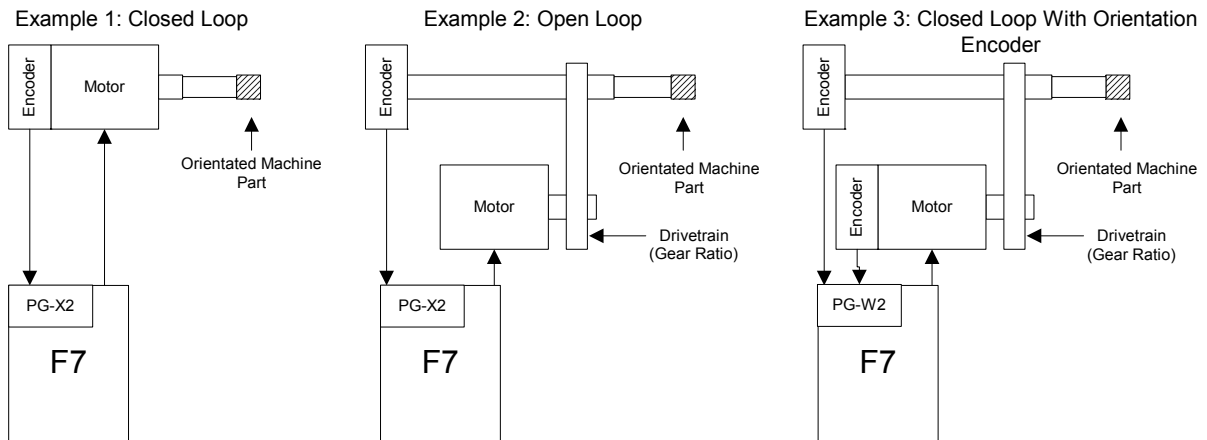 Example 1: Closed Loop
Encoder
Motor
Orientated Machine
Part
PG-X2
F7
Example 2: Open Loop
Encoder
Orientated Machine
Part
Motor
Drivetrain
(Gear Ratio)
PG-X2
F7
Example 3: Closed Loop With Orientation
Encoder
Encoder
Orientated Machine
Part
Encoder
Motor
Drivetrain
(Gear Ratio)
PG-W2
F7